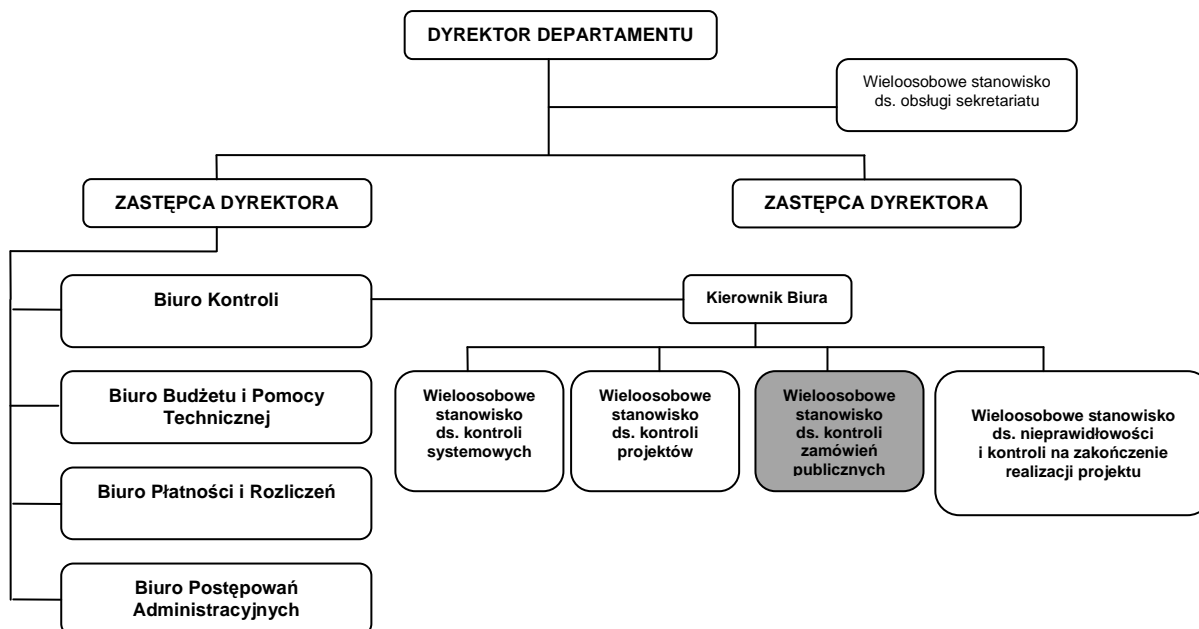 DYREKTOR DEPARTAMENTU
Wieloosobowe stanowisko
ds. obsługi sekretariatu
ZASTĘPCA DYREKTORA
ZASTĘPCA DYREKTORA
Biuro Kontroli
Kierownik Biura
Wieloosobowe
stanowisko
ds. kontroli
systemowych
Wieloosobowe
stanowisko
ds. kontroli
projektów
Wieloosobowe
stanowisko
ds. kontroli
zamówień
publicznych
Wieloosobowe stanowisko
ds. nieprawidłowości
i kontroli na zakończenie
realizacji projektu
Biuro Budżetu i Pomocy
Technicznej
Biuro Płatności i Rozliczeń
Biuro Postępowań
Administracyjnych